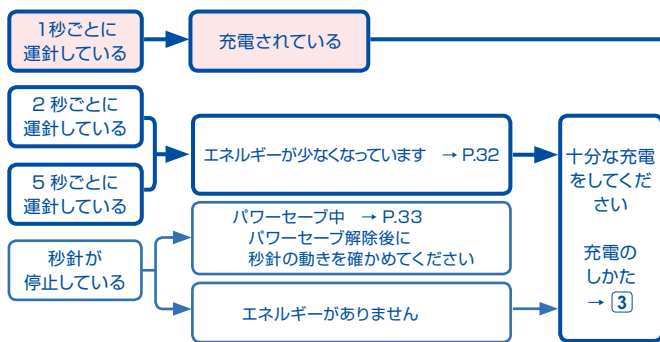 1秒ごとに
運針している
充電されている
2 秒ごとに
運針している
5 秒ごとに
運針している
エネルギーが少なくなっています → P.32
秒針が
停止している
パワーセーブ中 → P.33
パワーセーブ解除後に
秒針の動きを確かめてください
エネルギーがありません
十分な充電
をしてくだ
さい
充電の
しかた
→ 3